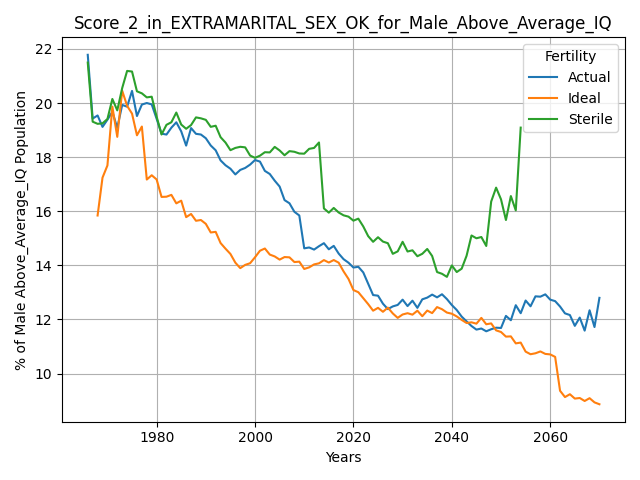 Score_2_in_EXTRAMARITAL_SEX_OK_for_Male_Above_Average_IQ
% of Male Above_Average_IQ Population
22
20
18
16
14
12
10
Fertility
Actual
Ideal
Sterile
1980
2000
2020
2040
2060
Years